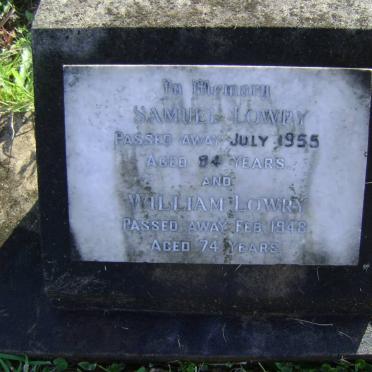 In Memory
SAMUEL LOWRY
PASSED AWAY JULY 1955
AGED 84 YEARS
AND
WILLIAM LOWRY
PASSED AWAY FEB. 1948
AGED 74 YEARS